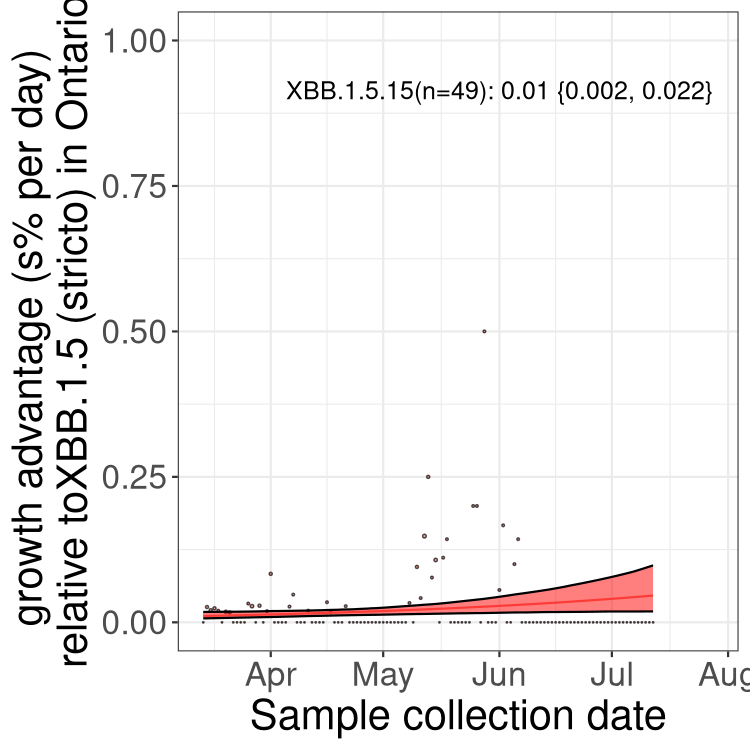 growth advantage (s% per day)
relative toXBB.1.5 (stricto) in Ontario
1.00
0.75
0.50
0.25
0.00
XBB.1.5.15(n=49): 0.01 {0.002, 0.022}
Apr May Jun Jul Aug
Sample collection date